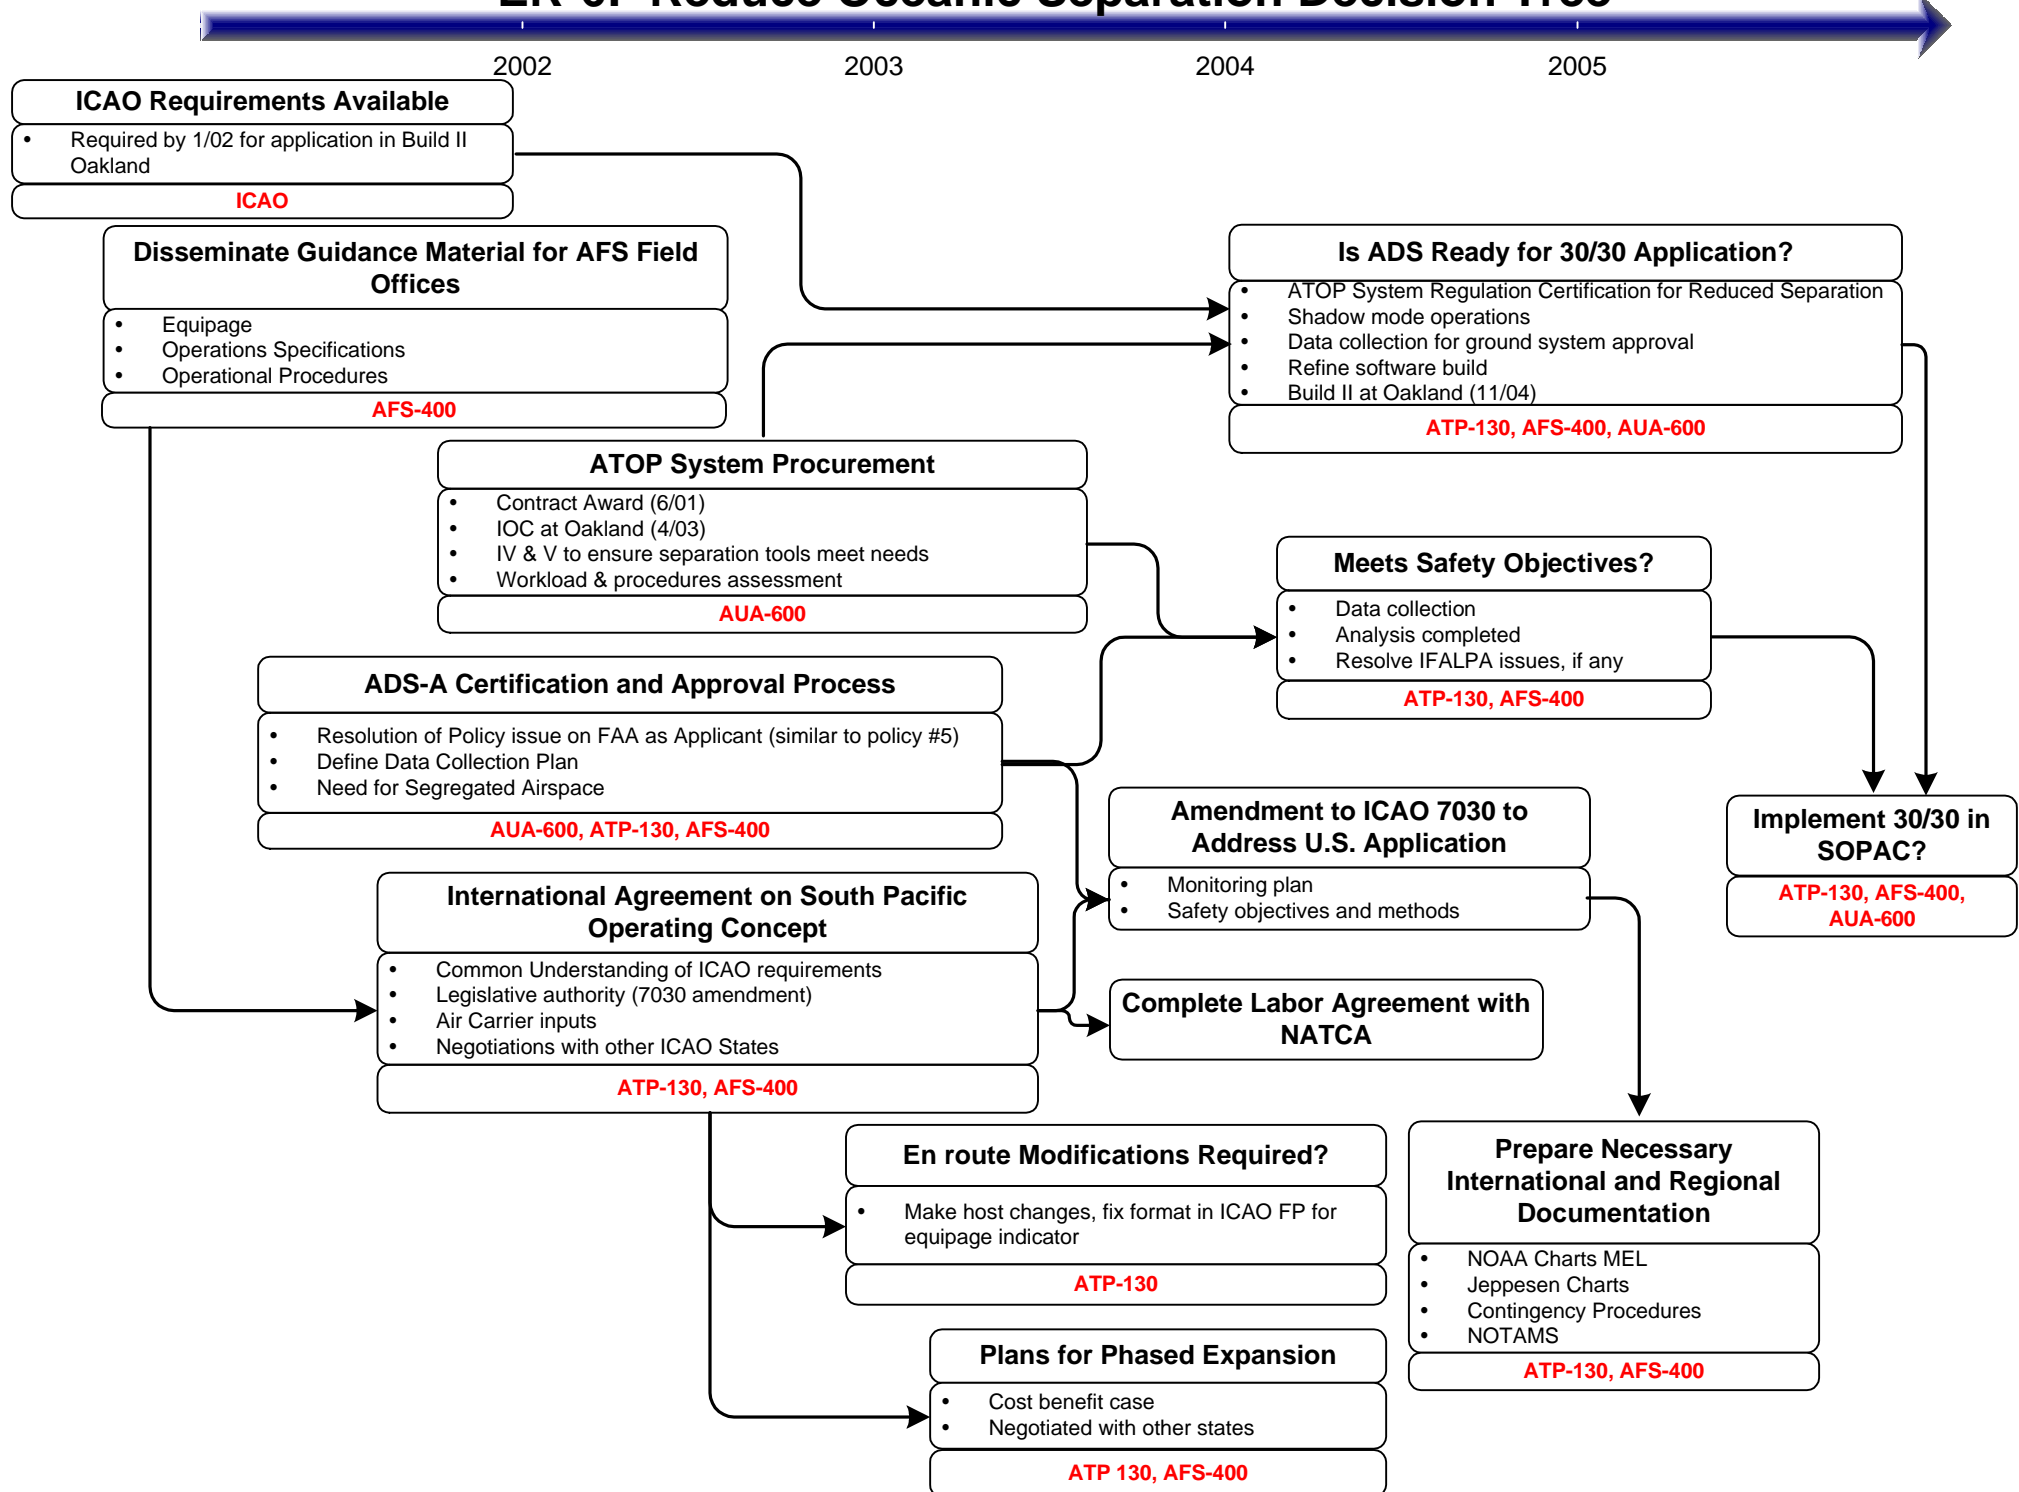 Reduce Oceanic Separation Decision Tree
2002
2003
2004
2005
ICAO Requirements Available
• Required by 1/02 for application in Build II
Oakland
ICAO
Disseminate Guidance Material for AFS Field
Offices
• Equipage
• Operations Specifications
• Operational Procedures
AFS-400
Is ADS Ready for 30/30 Application?
• ATOP System Regulation Certification for Reduced Separation
• Shadow mode operations
• Data collection for ground system approval
• Refine software build
• Build II at Oakland (11/04)
ATP-130, AFS-400, AUA-600
ATOP System Procurement
• Contract Award (6/01)
• IOC at Oakland (4/03)
• IV & V to ensure separation tools meet needs
• Workload & procedures assessment
AUA-600
Meets Safety Objectives?
• Data collection
• Analysis completed
• Resolve IFALPA issues, if any
ATP-130, AFS-400
ADS-A Certification and Approval Process
• Resolution of Policy issue on FAA as Applicant (similar to policy #5)
• Define Data Collection Plan
• Need for Segregated Airspace
AUA-600, ATP-130, AFS-400
Amendment to ICAO 7030 to
Address U.S. Application
• Monitoring plan
• Safety objectives and methods
Implement 30/30 in
SOPAC?
ATP-130, AFS-400,
AUA-600
International Agreement on South Pacific
Operating Concept
• Common Understanding of ICAO requirements
• Legislative authority (7030 amendment)
• Air Carrier inputs
• Negotiations with other ICAO States
ATP-130, AFS-400
Complete Labor Agreement with
NATCA
En route Modifications Required?
• Make host changes, fix format in ICAO FP for
equipage indicator
ATP-130
Prepare Necessary
International and Regional
Documentation
• NOAA Charts MEL
• Jeppesen Charts
• Contingency Procedures
• NOTAMS
ATP-130, AFS-400
Plans for Phased Expansion
• Cost benefit case
• Negotiated with other states
ATP 130, AFS-400